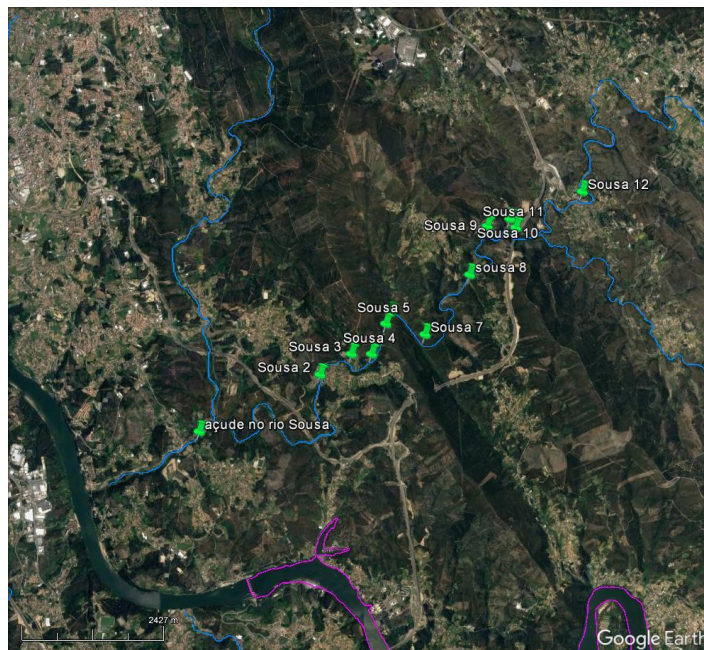 Sousa 12
Sousa 11
Sousa 9
Sousa 10
sousa 8
Sousa 5
Sousa 7
Sousa 3
Sousa 4
Sousa 2
açude no rio Sousa
2427 m
Google Earth